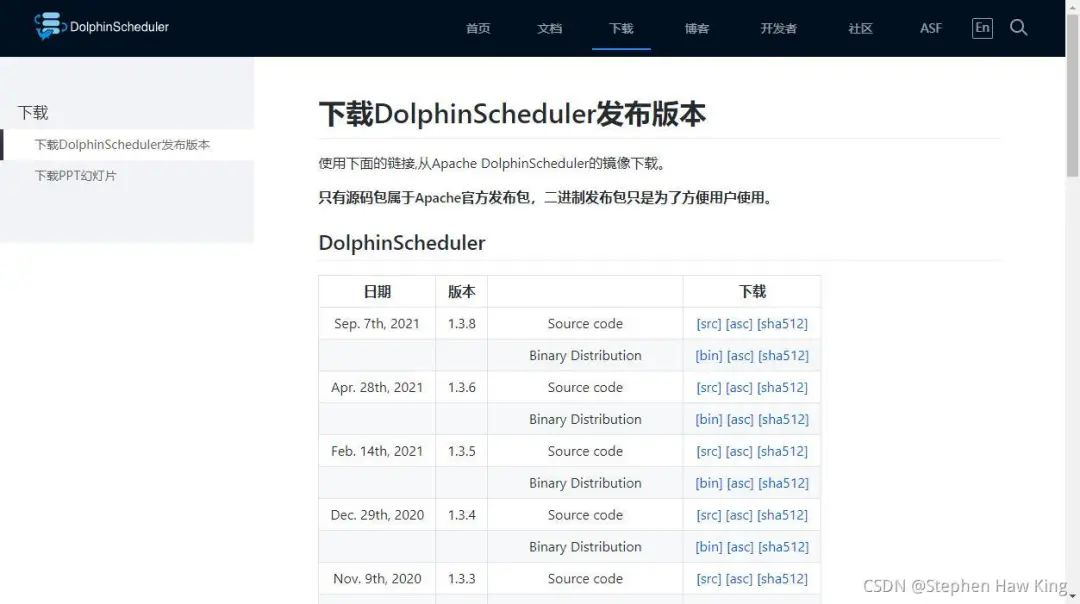 DolphinScheduler 首页 文档 下载 博客 开发者 社区 ASF En
下载
下载DolphinScheduler发布版本
下载PPT幻灯片
下载DolphinScheduler发布版本
使用下面的链接,从Apache DolphinScheduler的镜像下载。
只有源码包属于Apache官方发布包，二进制发布包只是为了方便用户使用。
DolphinScheduler
日期 版本 下载
Sep. 7th, 2021 1.3.8 Source code [src] [asc] [sha512]
Binary Distribution [bin] [asc] [sha512]
Apr. 28th, 2021 1.3.6 Source code [src] [asc] [sha512]
Binary Distribution [bin] [asc] [sha512]
Feb. 14th, 2021 1.3.5 Source code [src] [asc] [sha512]
Binary Distribution [bin] [asc] [sha512]
Dec. 29th, 2020 1.3.4 Source code [src] [asc] [sha512]
Binary Distribution [bin] [asc] [sha512]
Nov. 9th, 2020 1.3.3 Source code [src] [asc] [sha512]
CSDN @Stephen Haw King